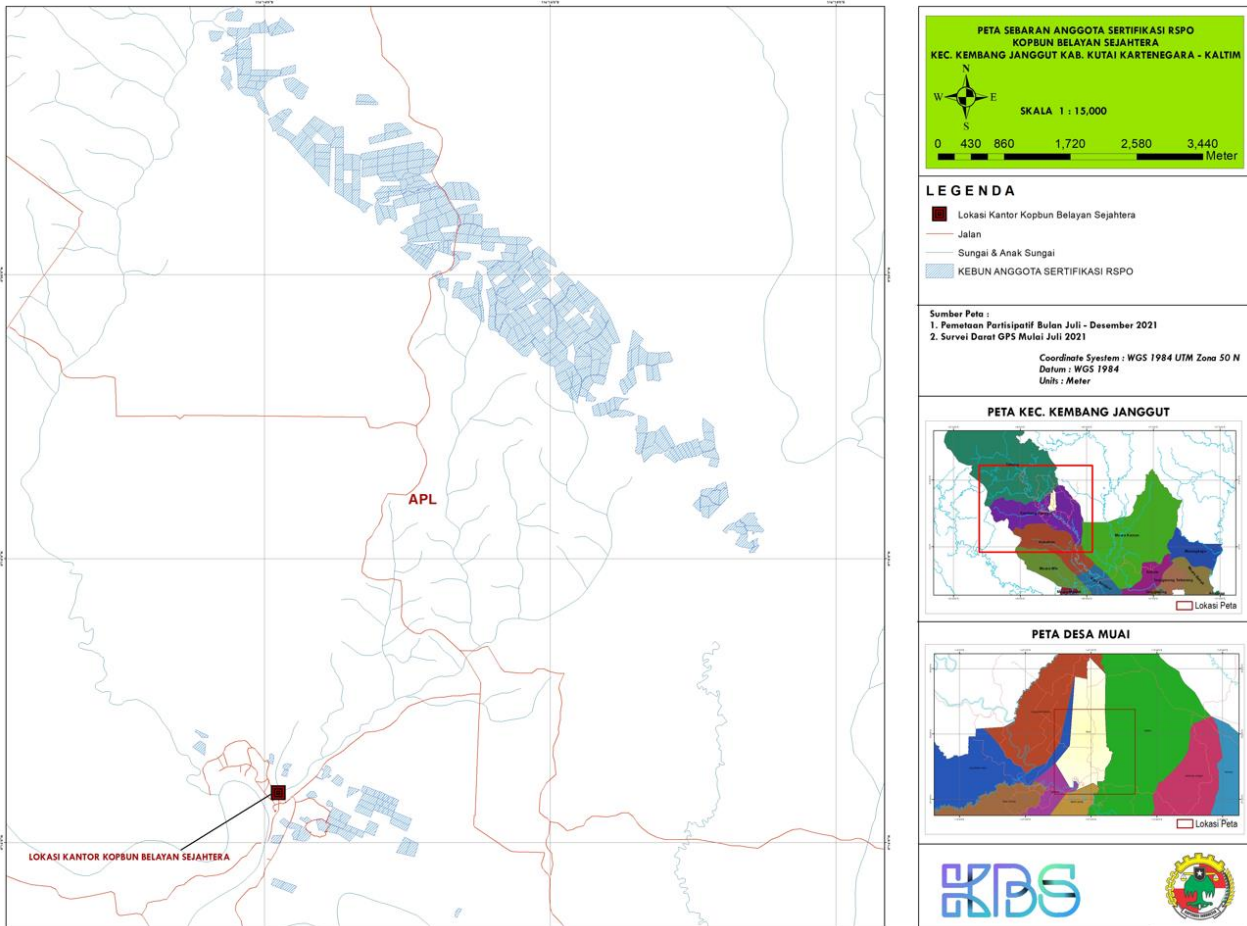 PETA SEBARAN ANGGOTA SERTIFIKASI RSPO
KOPBUN BELAYAN SEJAHTERA
KEC. KEMBANG JANGGUT KAB. KUTAI KARTENEGARA - KALTIM
N
W E
S
SKALA 1 : 15,000
0 430 860 1,720 2,580 3,440
Meter
LEGENDA
Lokasi Kantor Kopbun Belayan Sejahtera
Jalan
Sungai & Anak Sungai
KEBUN ANGGOTA SERTIFIKASI RSPO
Sumber Peta :
1. Pemetaan Partisipatif Bulan Juli - Desember 2021
2. Survei Darat GPS Mulai Juli 2021
Coordinate Syestem : WGS 1984 UTM Zona 50 N
Datum : WGS 1984
Units : Meter
PETA KEC. KEMBANG JANGGUT
Lokasi Peta
PETA DESA MUAI
Lokasi Peta
KBS
APL
LOKASI KANTOR KOPBUN BELAYAN SEJAHTERA